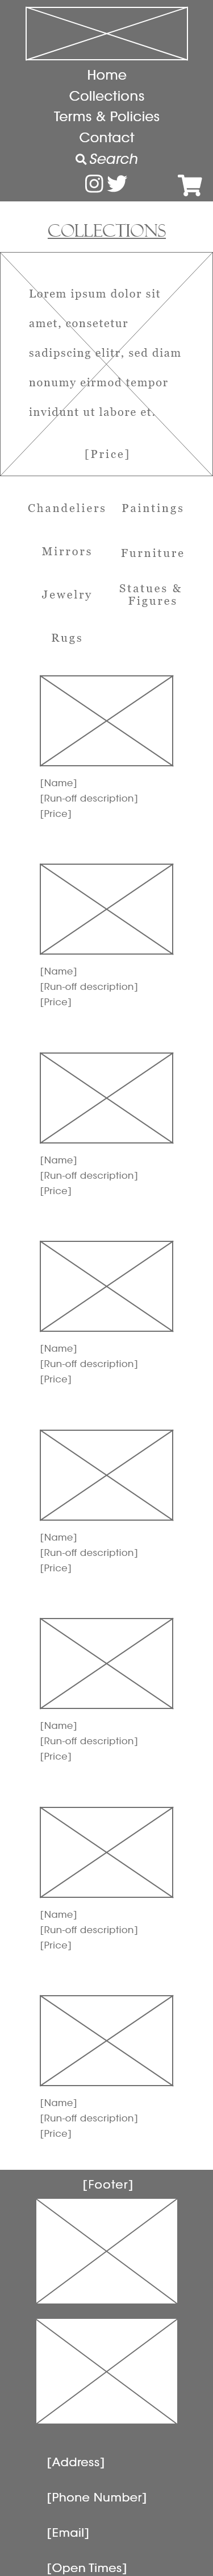 Home
Collections
Terms & Policies
Contact
Search
COLLECTIONS
Lorem ipsum dolor sit
amet, consetetur
sadipscing elitr, sed diam
nonumy eirmod tempor
invidunt ut labore et.
[Price]
Chandeliers Paintings
Mirrors Furniture
Jewelry Statues &
Figures
Rugs
[Name]
[Run-off description]
[Price]
[Name]
[Run-off description]
[Price]
[Name]
[Run-off description]
[Price]
[Name]
[Run-off description]
[Price]
[Name]
[Run-off description]
[Price]
[Name]
[Run-off description]
[Price]
[Name]
[Run-off description]
[Price]
[Name]
[Run-off description]
[Price]
[Footer]
[Address]
[Phone Number]
[Email]
[Open Times]